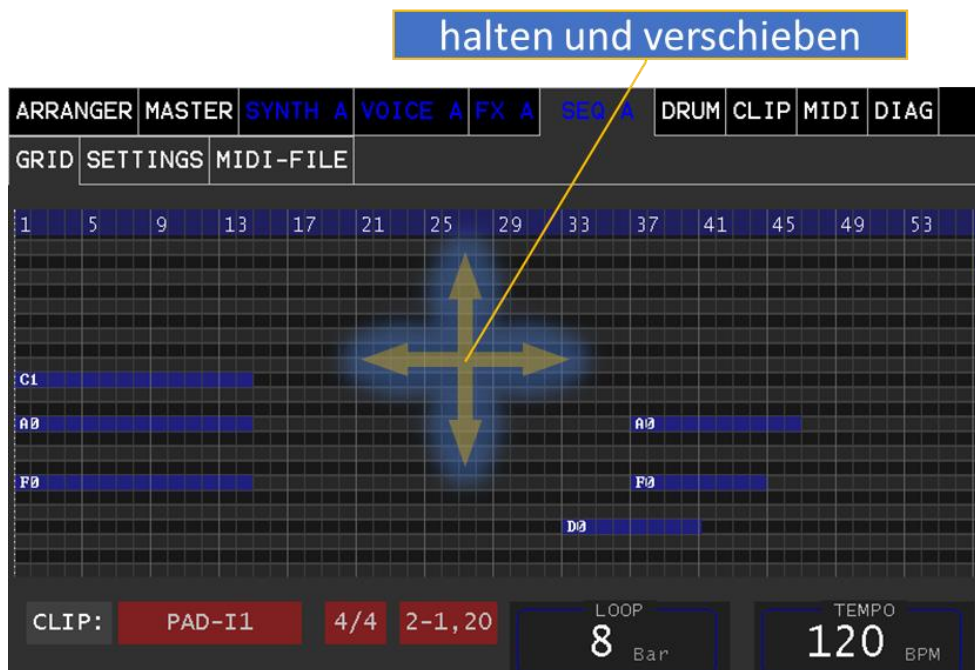 halten und verschieben
ARRANGER MASTER SYNTH A VOICE A FX A SEQ A DRUM CLIP MIDI DIAG
GRID SETTINGS MIDI-FILE
1 5 9 13 17 21 25 29 33 37 41 45 49 53
C1
A0 A0
F0 F0
D0
CLIP: PAD-I1 4/4 2-1,20 LOOP 8 Bar TEMPO 120 BPM